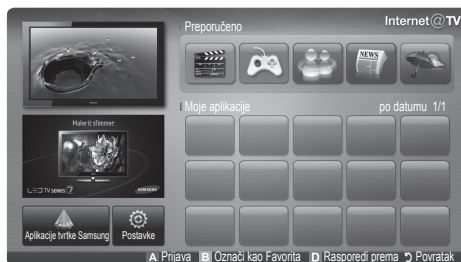 Internet@TV
Preporučeno
NEWS
Moje aplikacije po datumu 1/1
Make it slimmer.
LED TV SERIES 7 SAMSUNG
Aplikacije tvrtke Samsung Postavke
A Prijava B Označi kao Favorita D Rasporedi prema Povratak